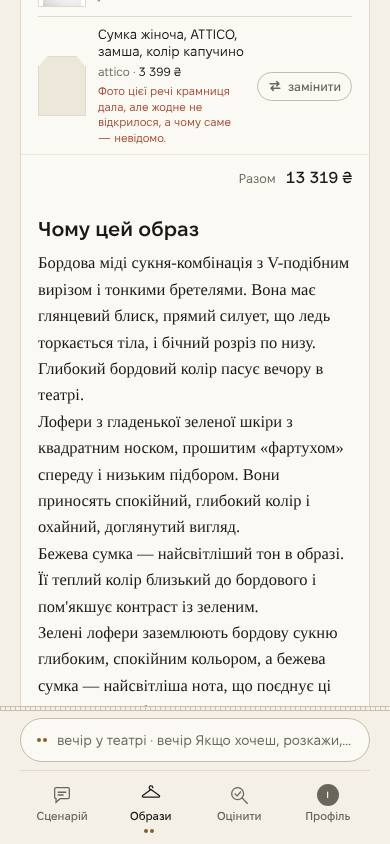 Сумка жіноча, ATTICO,
замша, колір капучино
attico · 3 399 ₴
Фото цієї речі крамниця
дала, але жодне не
відкрилося, а чому саме
— невідомо.
замінити
Разом 13 319 ₴
Чому цей образ
Бордова міді сукня-комбінація з V-подібним
вирізом і тонкими бретелями. Вона має
глянцевий блиск, прямий силует, що ледь
торкається тіла, і бічний розріз по низу.
Глибокий бордовий колір пасує вечору в
театрі.
Лофери з гладенької зеленої шкіри з
квадратним носком, прошитим «фартухом»
спереду і низьким підбором. Вони
приносять спокійний, глибокий колір і
охайний, доглянутий вигляд.
Бежева сумка — найсвітліший тон в образі.
Її теплий колір близький до бордового і
пом'якшує контраст із зеленим.
Зелені лофери заземлюють бордову сукню
глибоким, спокійним кольором, а бежева
сумка — найсвітліша нота, що поєднує ці
вечір у театрі · вечір Якщо хочеш, розкажи,...
Сценарій
Образи
Оцінити
І
Профіль